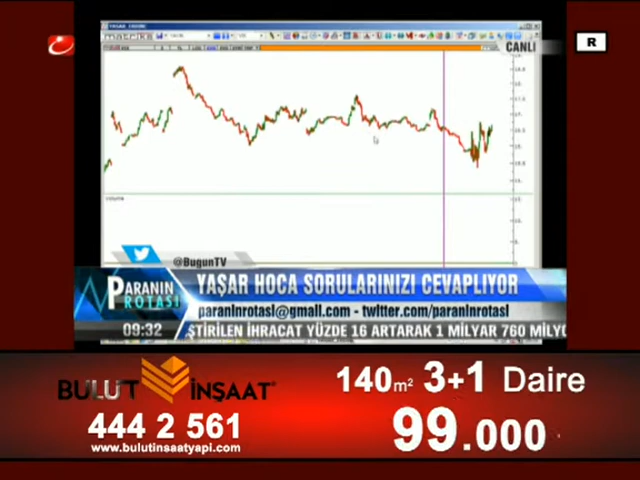 matriks
CANLI
R
Volume
@BugunTV
PARANIN
ROTASI
YAŞAR HOCA SORULARINIZI CEVAPLIYOR
paraninrotasi@gmail.com - twitter.com/paraninrotasi
09:32
ŞTİRİLEN İHRACAT YÜZDE 16 ARTARAK 1 MİLYAR 760 MİLYO
BULUT İNŞAAT
444 2 561
www.bulutinsaatyapi.com
140m² 3+1 Daire
99.000